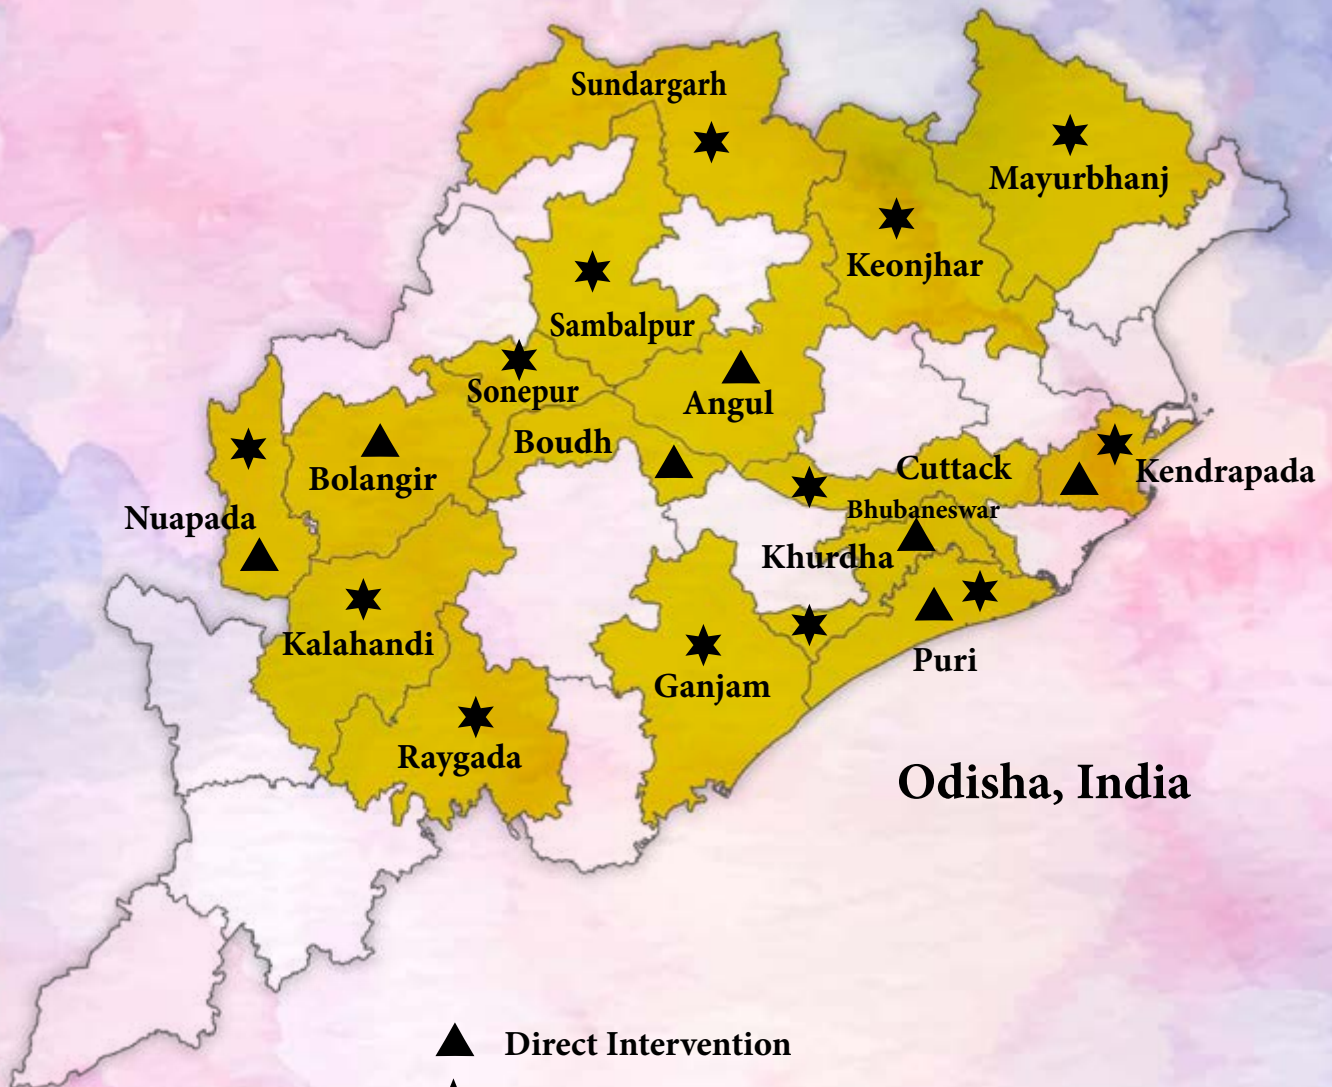 Sundargarh
Mayurbhanj
Keonjhar
Sambalpur
Sonepur
Angul
Boudh
Bolangir
Cuttack
Kendrapada
Nuapada
Bhubaneswar
Khurdha
Kalahandi
Puri
Ganjam
Raygada
Odisha, India
Direct Intervention